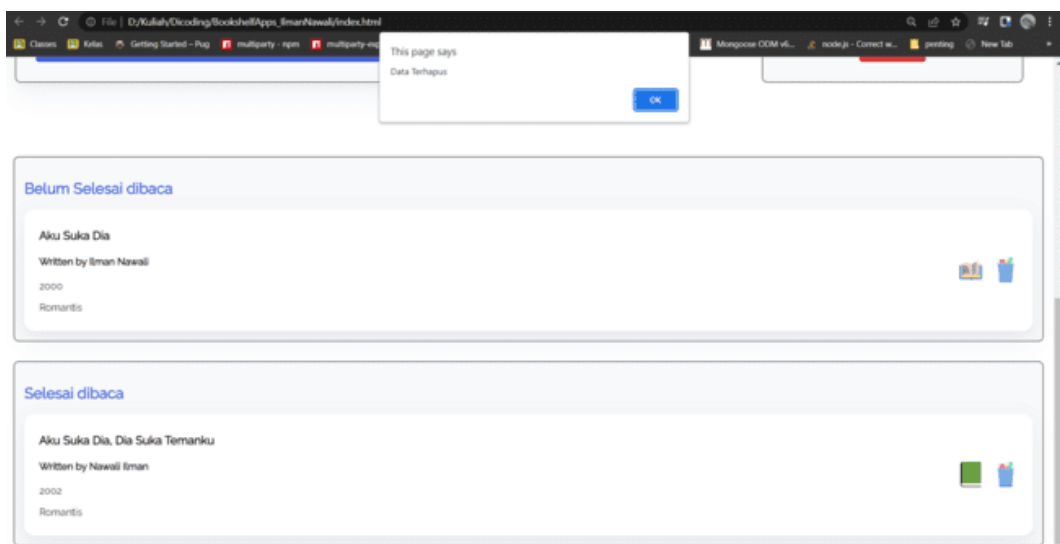 File | D:/Kuliah/Dicoding/BookshelfApps_IlmanNawali/index.html
Classes Kelas Getting Started – Pug multiparty - npm Mongoose ODM v6... node.js - Correct w... penting New Tab
This page says
Data Terhapus
OK
Belum Selesai dibaca
Aku Suka Dia
Written by Ilman Nawali
2000
Romantis
Selesai dibaca
Aku Suka Dia, Dia Suka Temanku
Written by Nawali Ilman
2002
Romantis